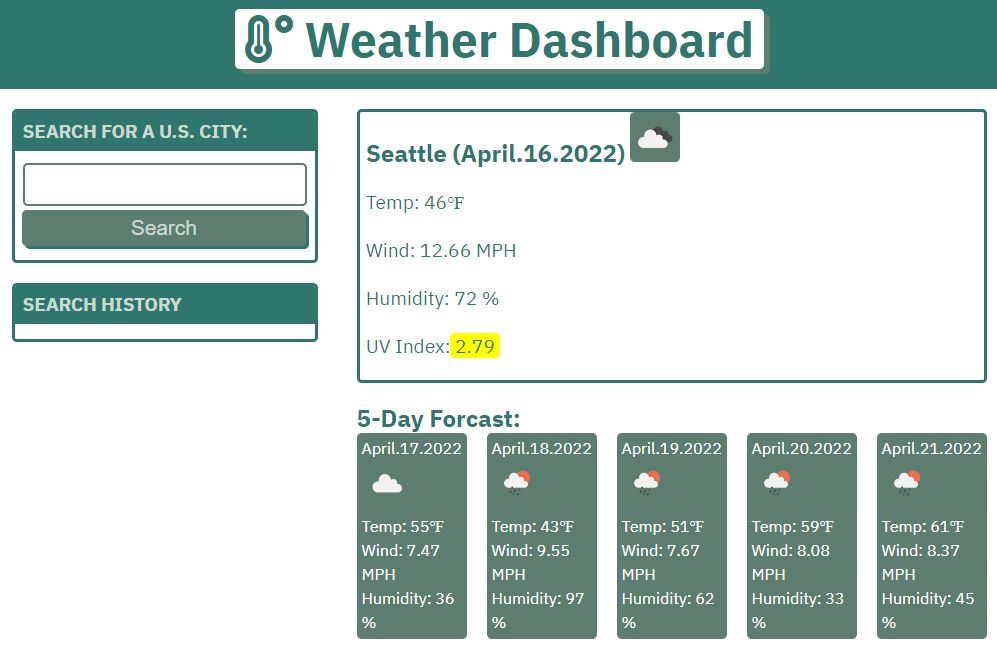 Weather Dashboard
SEARCH FOR A U.S. CITY:
Search
SEARCH HISTORY
Seattle (April.16.2022)
Temp: 46℉
Wind: 12.66 MPH
Humidity: 72 %
UV Index: 2.79
5-Day Forcast:
April.17.2022
Temp: 55℉
Wind: 7.47
MPH
Humidity: 36
%
April.18.2022
Temp: 43℉
Wind: 9.55
MPH
Humidity: 97
%
April.19.2022
Temp: 51℉
Wind: 7.67
MPH
Humidity: 62
%
April.20.2022
Temp: 59℉
Wind: 8.08
MPH
Humidity: 33
%
April.21.2022
Temp: 61℉
Wind: 8.37
MPH
Humidity: 45
%